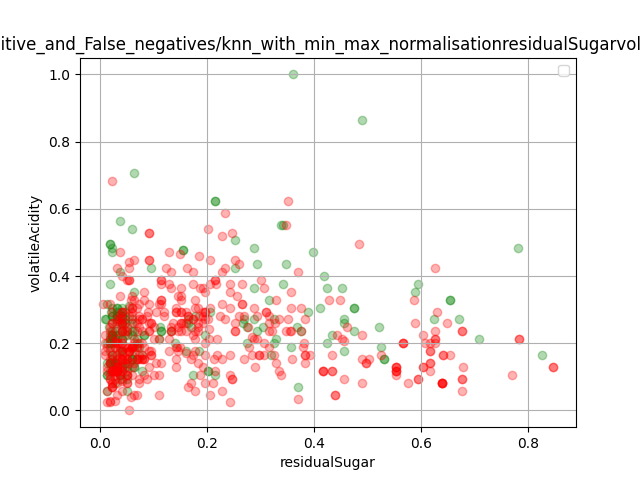 itive_and_False_negatives/knn_with_min_max_normalisationresidualSugarvol
1.0
0.8
0.6
0.4
0.2
0.0
volatileAcidity
0.0 0.2 0.4 0.6 0.8
residualSugar